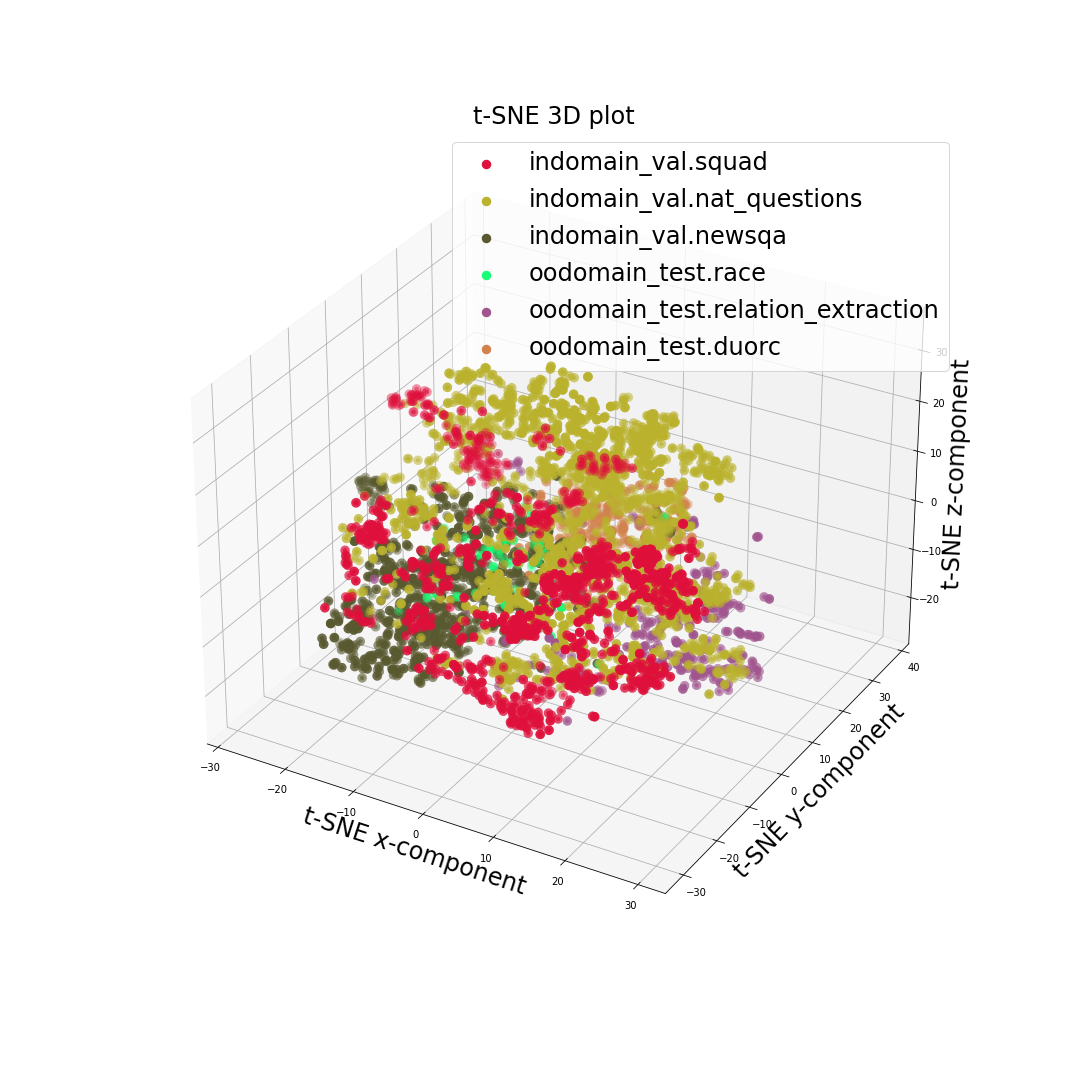 t-SNE 3D plot
indomain_val.squad
indomain_val.nat_questions
indomain_val.newsqa
oodomain_test.race
oodomain_test.relation_extraction
oodomain_test.duorc
30
20
10
0
−10
−20
t-SNE z-component
40
30
20
10
0
−10
−20
−30
t-SNE y-component
−30
−20
−10
0
10
20
30
t-SNE x-component